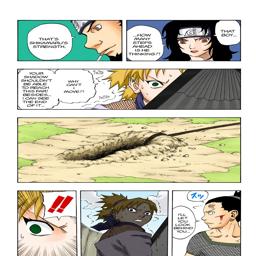 THAT
BOY...
...HOW
MANY
STEPS
AHEAD
IS HE
THINKING?!
THAT'S
SHIKAMARU'S
STRENGTH.
WHY
CAN'T
I
MOVE?!
YOUR
SHADOW
SHOULDN'T
BE ABLE
TO REACH
THIS FAR!
BESIDES,
I CAN SEE
THE END
OF IT...
I'LL
LET YOU
LOOK
BEHIND
YOU...
!!